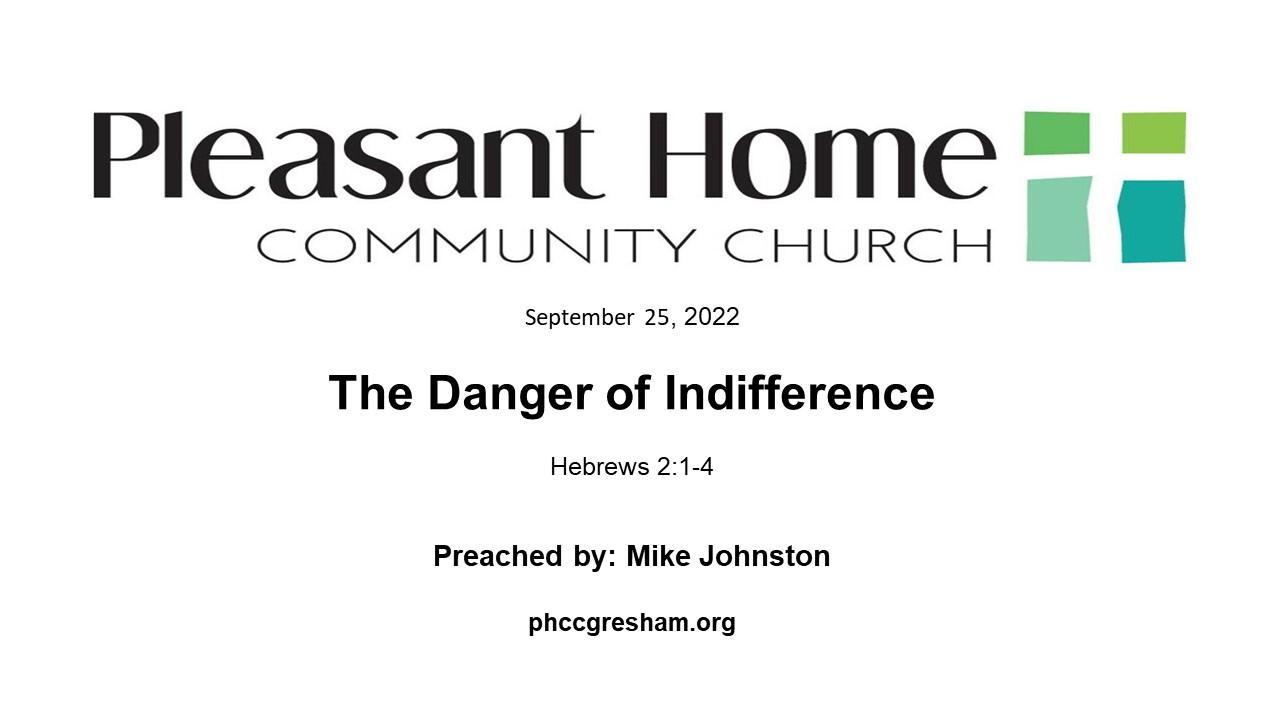 Pleasant Home
COMMUNITY CHURCH
September 25, 2022
The Danger of Indifference
Hebrews 2:1-4
Preached by: Mike Johnston
phccgresham.org